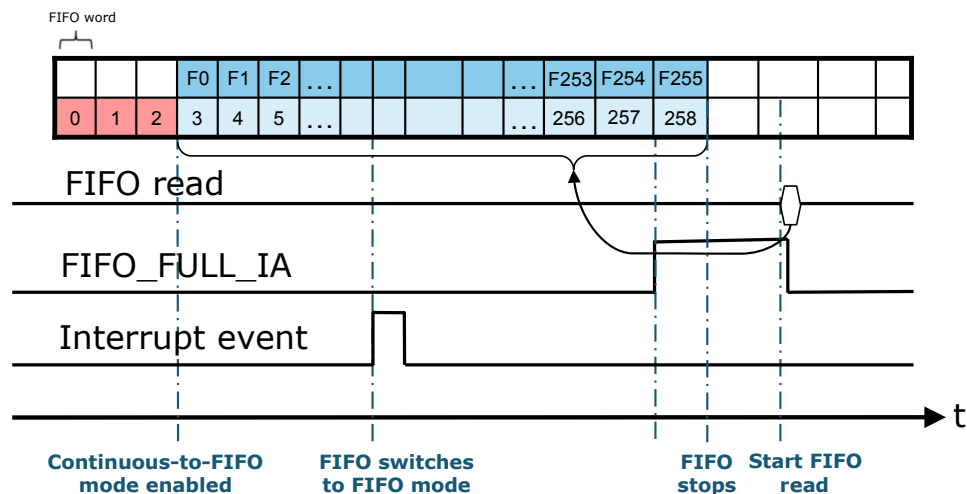 FIFO word
F0 F1 F2 ... ... F253 F254 F255
0 1 2 3 4 5 ... ... 256 257 258
FIFO read
FIFO_FULL_IA
Interrupt event
t
Continuous-to-FIFO
mode enabled
FIFO switches
to FIFO mode
FIFO
stops
Start FIFO
read